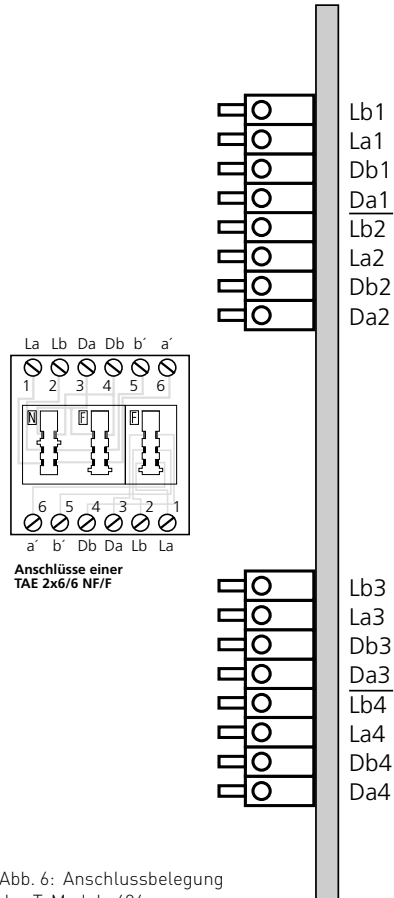 Lb1
La1
Db1
Da1
Lb2
La2
Db2
Da2
La Lb Da Db b´ a´
1 2 3 4 5 6
N F F
6 5 4 3 2 1
a´ b´ Db Da Lb La
Anschlüsse einer
TAE 2x6/6 NF/F
Lb3
La3
Db3
Da3
Lb4
La4
Db4
Da4
Abb. 6: Anschlussbelegung